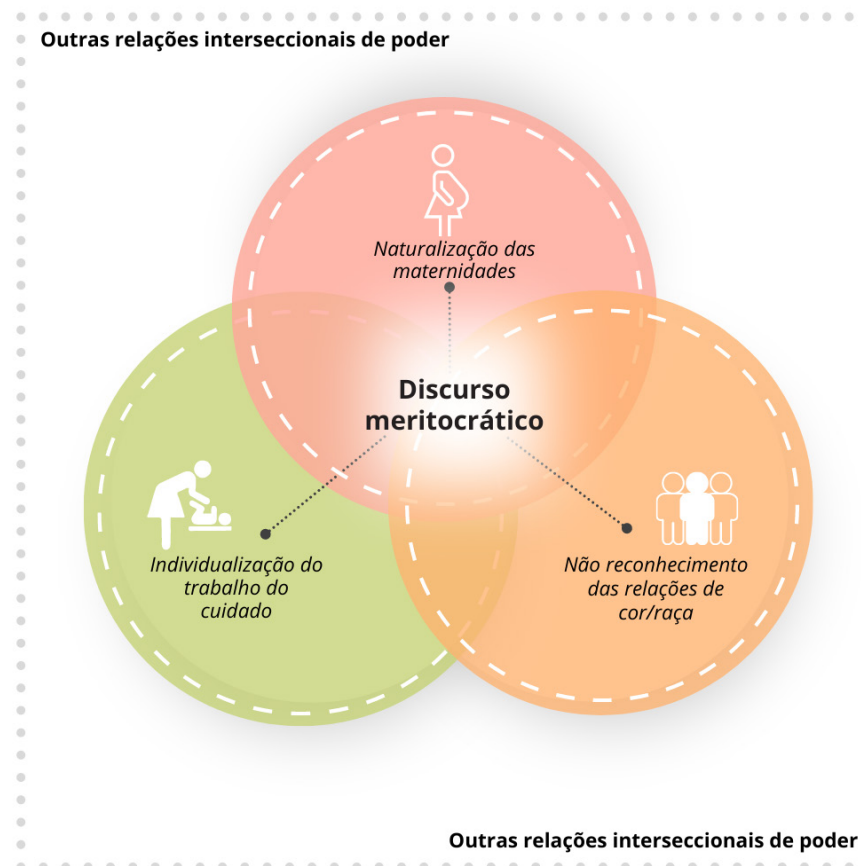 Outras relações interseccionais de poder
Naturalização das
maternidades
Discurso
meritocrático
Individualização do
trabalho do
cuidado
Não reconhecimento
das relações de
cor/raça
Outras relações interseccionais de poder